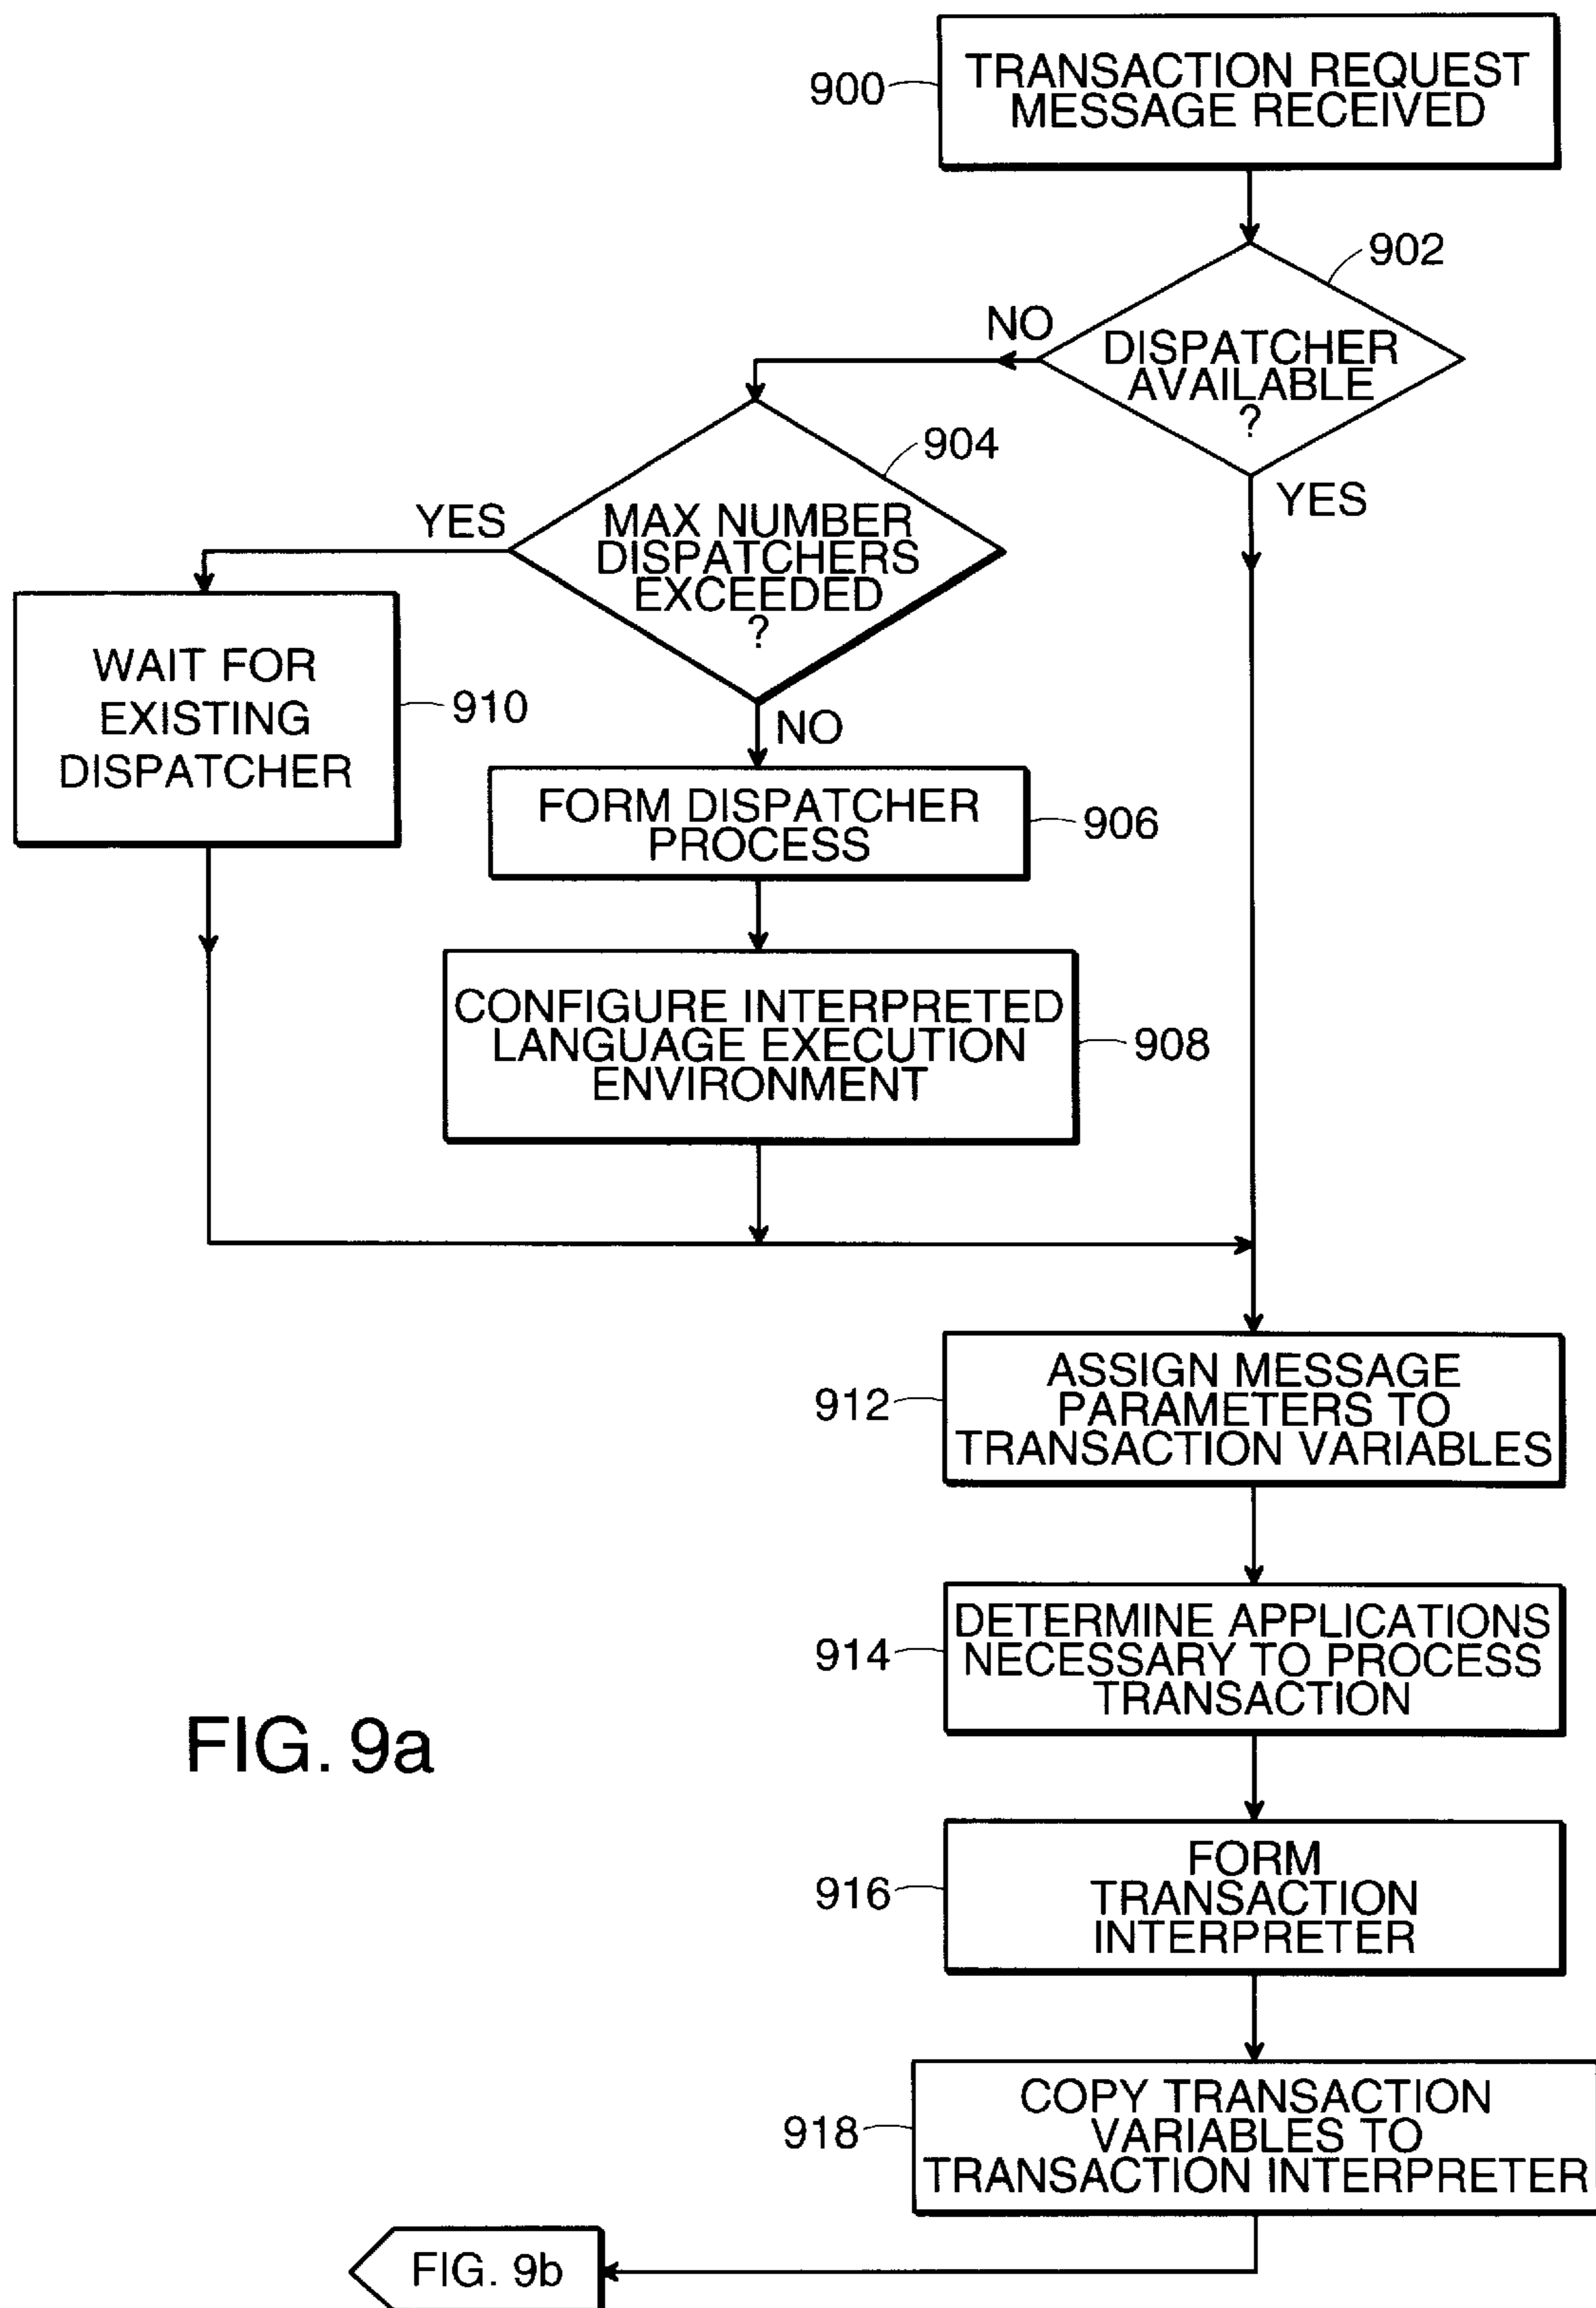 TRANSACTION REQUEST
MESSAGE RECEIVED
900
902
DISPATCHER
AVAILABLE
?
NO
YES
904
MAX NUMBER
DISPATCHERS
EXCEEDED
?
YES
NO
WAIT FOR
EXISTING
DISPATCHER
910
FORM DISPATCHER
PROCESS
906
CONFIGURE INTERPRETED
LANGUAGE EXECUTION
ENVIRONMENT
908
912
ASSIGN MESSAGE
PARAMETERS TO
TRANSACTION VARIABLES
914
DETERMINE APPLICATIONS
NECESSARY TO PROCESS
TRANSACTION
FIG. 9a
916
FORM
TRANSACTION
INTERPRETER
918
COPY TRANSACTION
VARIABLES TO
TRANSACTION INTERPRETER
FIG. 9b